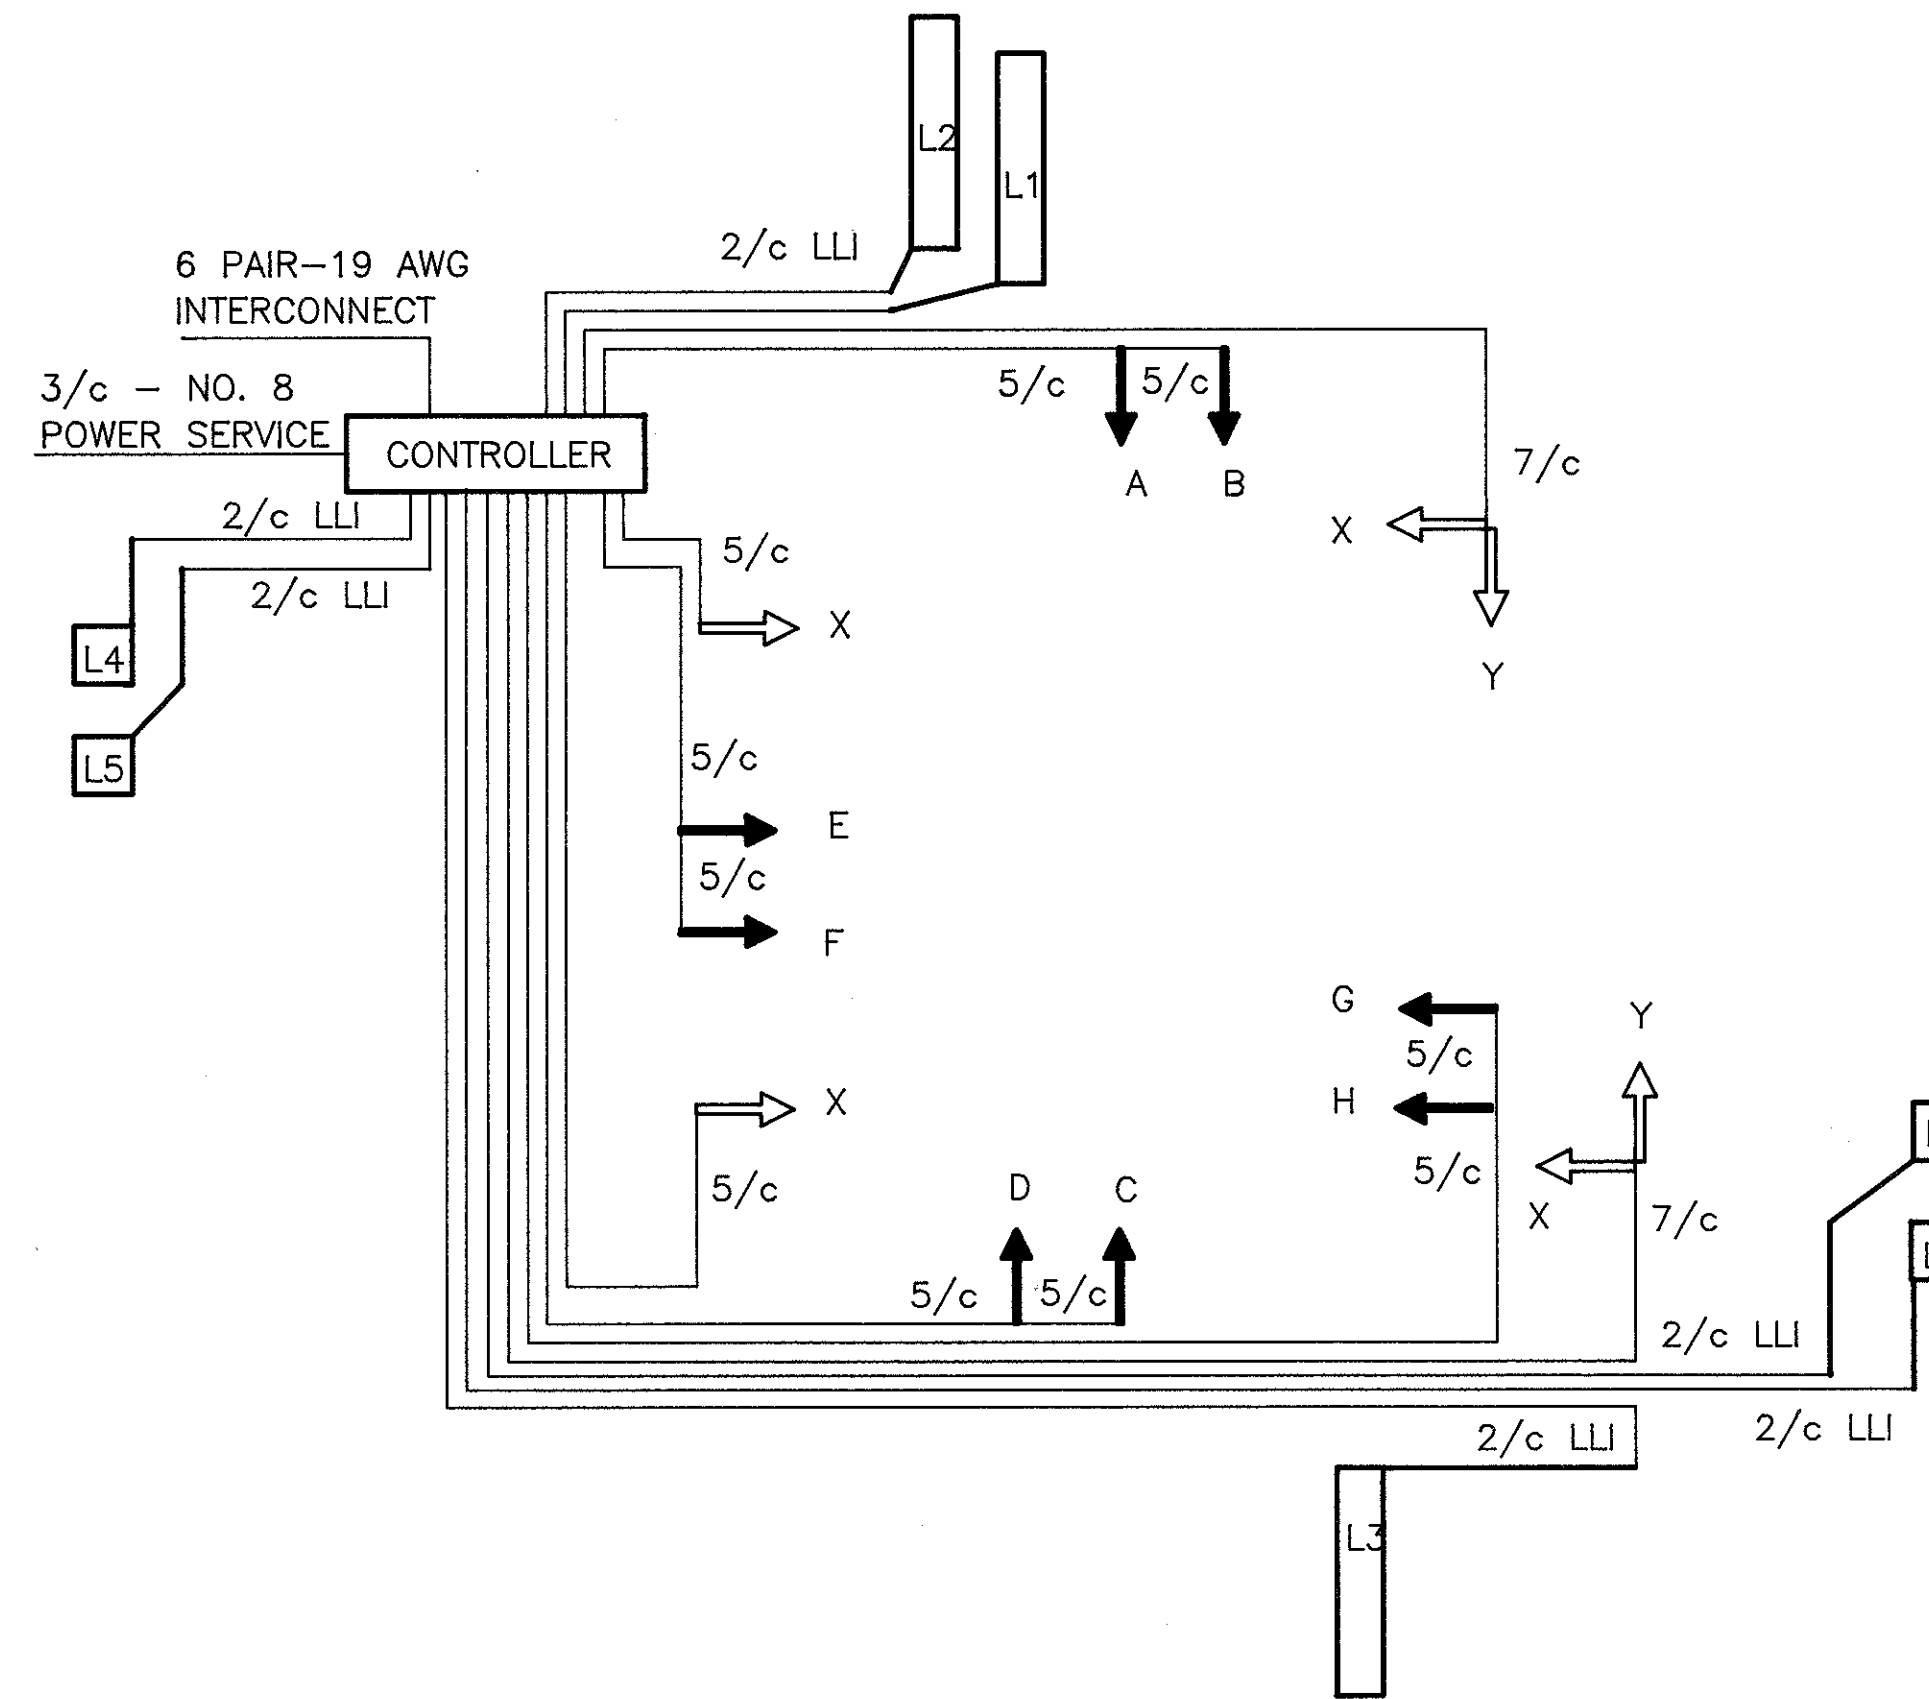 L2
L1
2/c LLI
6 PAIR-19 AWG
INTERCONNECT
3/c - NO. 8
POWER SERVICE
CONTROLLER
5/c
5/c
A
B
7/c
X
Y
2/c LLI
2/c LLI
L4
L5
5/c
X
5/c
E
5/c
F
G
5/c
H
5/c
Y
X
7/c
X
5/c
D
C
5/c
5/c
2/c LLI
2/c LLI
2/c LLI
L3